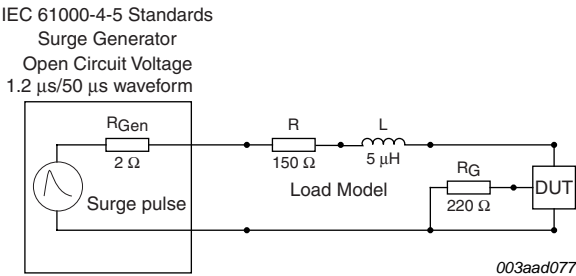 IEC 61000-4-5 Standards
Surge Generator
Open Circuit Voltage
1.2 μs/50 μs waveform
RGen
2 Ω
Surge pulse
R
150 Ω
L
5 μH
Load Model
RG
220 Ω
DUT
003aad077